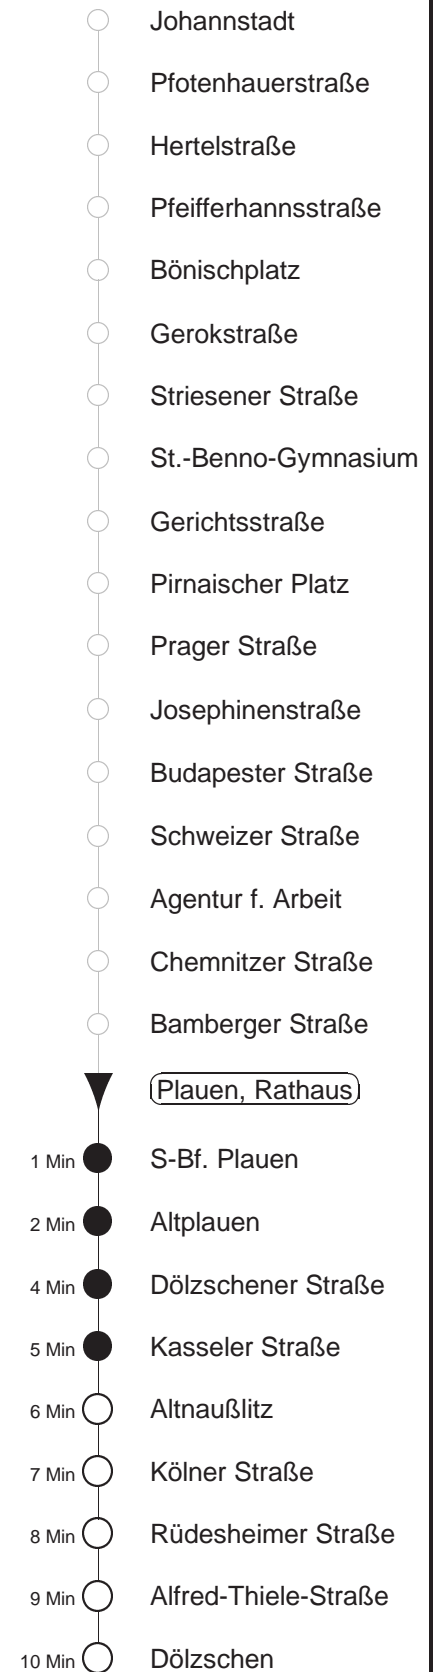 Johannstadt
Pfotenhauerstraße
Hertelstraße
Pfeifferhannsstraße
Bönischplatz
Gerokstraße
Striesener Straße
St.-Benno-Gymnasium
Gerichtsstraße
Pirnaischer Platz
Prager Straße
Josephinenstraße
Budapester Straße
Schweizer Straße
Agentur f. Arbeit
Chemnitzer Straße
Bamberger Straße
Plauen, Rathaus
1 Min S-Bf. Plauen
2 Min Altplauen
4 Min Dölzschener Straße
5 Min Kasseler Straße
6 Min Altnaußlitz
7 Min Kölner Straße
8 Min Rüdesheimer Straße
9 Min Alfred-Thiele-Straße
10 Min Dölzschen